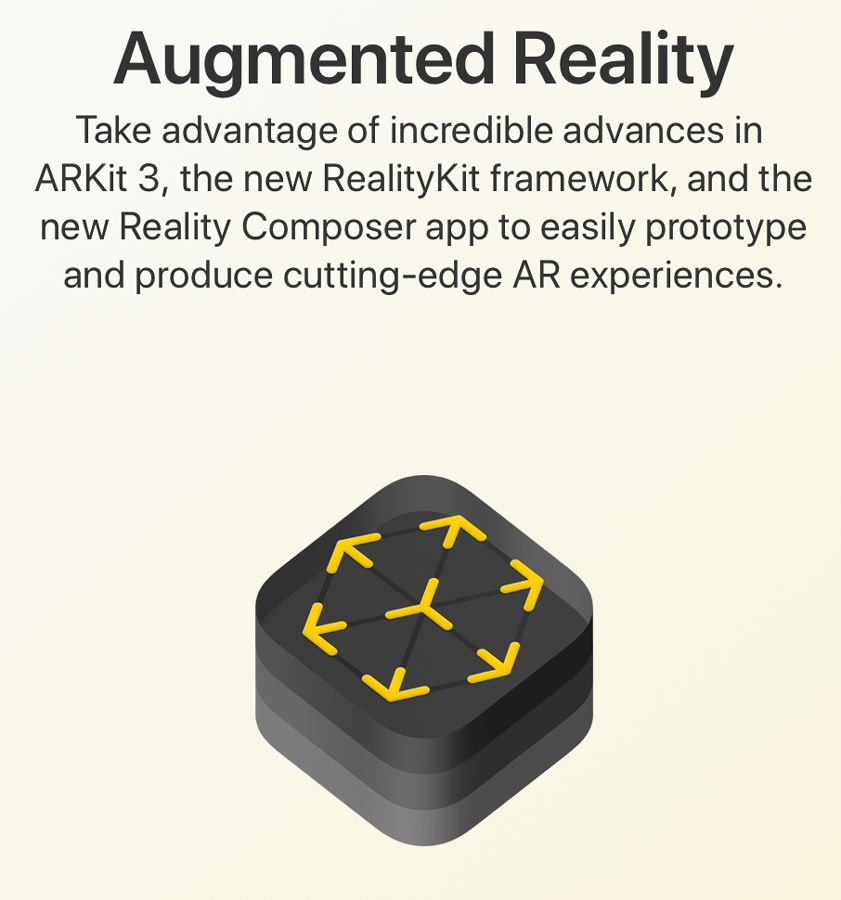 Augmented Reality
Take advantage of incredible advances in
ARKit 3, the new RealityKit framework, and the
new Reality Composer app to easily prototype
and produce cutting-edge AR experiences.